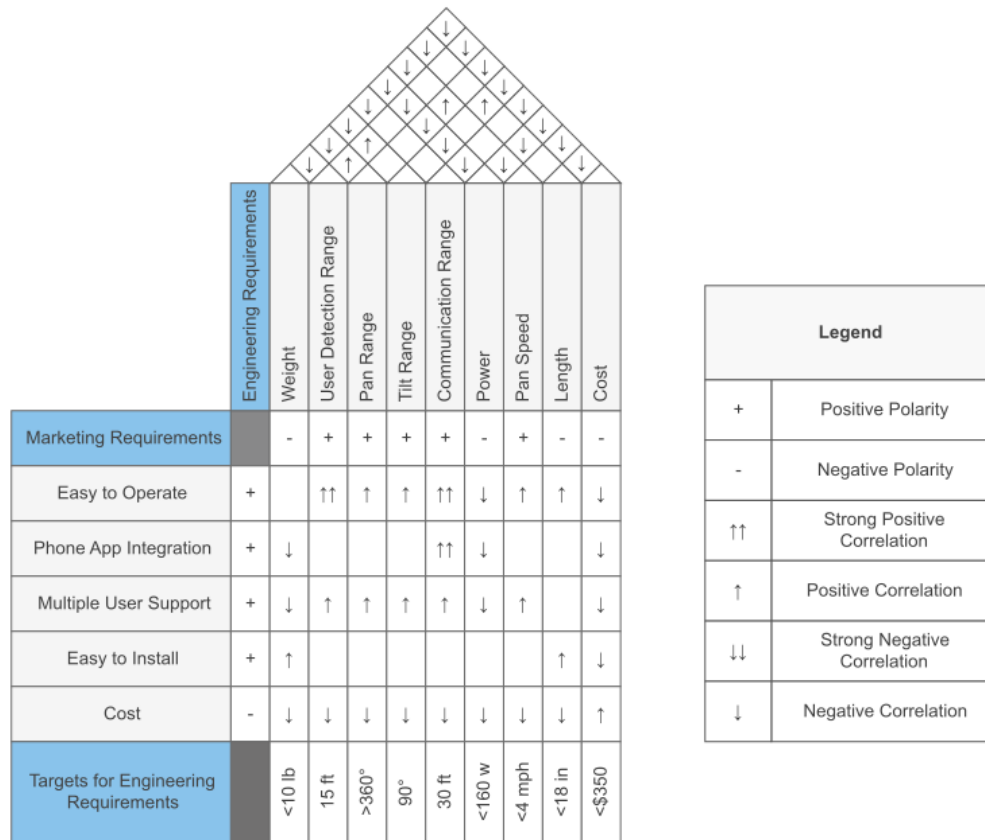 ↓
↓ ↓
↓ ↓
↓ ↓
↓ ↓ ↑ ↑ ↓
↓ ↓ ↓
↓ ↑ ↓ ↓ ↓
↓ ↑ ↓ ↓ ↓
Engineering Requirements
Weight
User Detection Range
Pan Range
Tilt Range
Communication Range
Power
Pan Speed
Length
Cost
Marketing Requirements - + + + + - + - -
Easy to Operate + ↑↑ ↑ ↑ ↑↑ ↓ ↑ ↑ ↓
Phone App Integration + ↓ ↑↑ ↓ ↓
Multiple User Support + ↓ ↑ ↑ ↑ ↑ ↓ ↑ ↓
Easy to Install + ↑ ↑ ↓
Cost - ↓ ↓ ↓ ↓ ↓ ↓ ↓ ↓ ↑
Targets for Engineering
Requirements
<10 lb
15 ft
>360°
90°
30 ft
<160 w
<4 mph
<18 in
<$350
Legend
+ Positive Polarity
- Negative Polarity
↑↑ Strong Positive
Correlation
↑ Positive Correlation
↓↓ Strong Negative
Correlation
↓ Negative Correlation